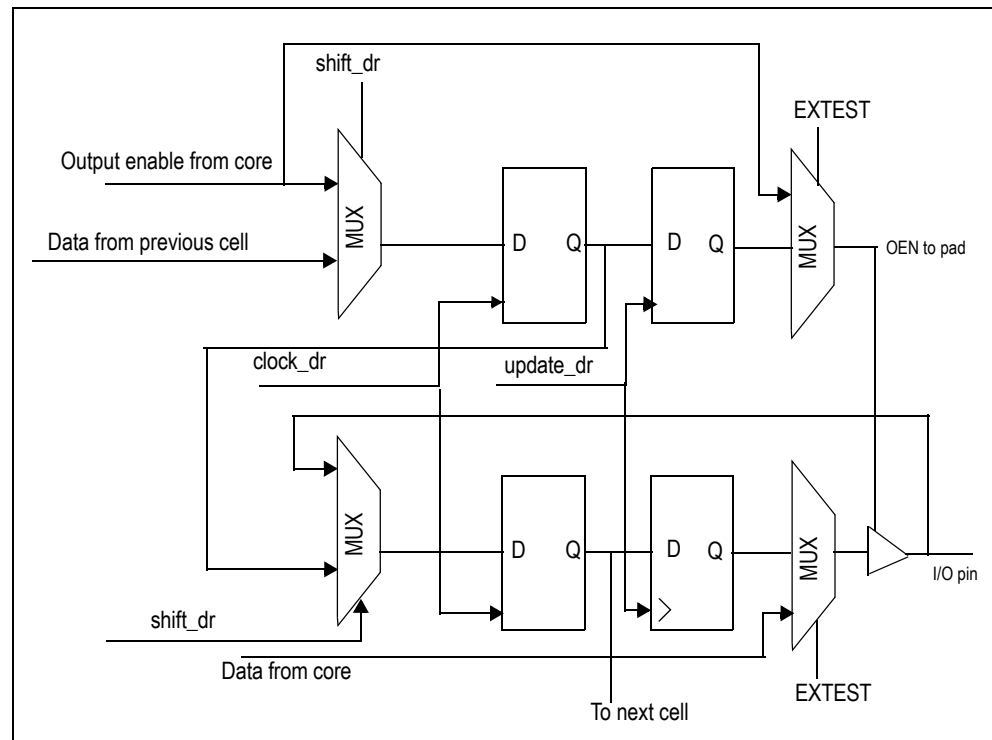 shift_dr
EXTEST
Output enable from core
MUX
D Q
D Q
MUX
Data from previous cell
OEN to pad
clock_dr
update_dr
MUX
D Q
D Q
MUX
I/O pin
shift_dr
Data from core
EXTEST
To next cell